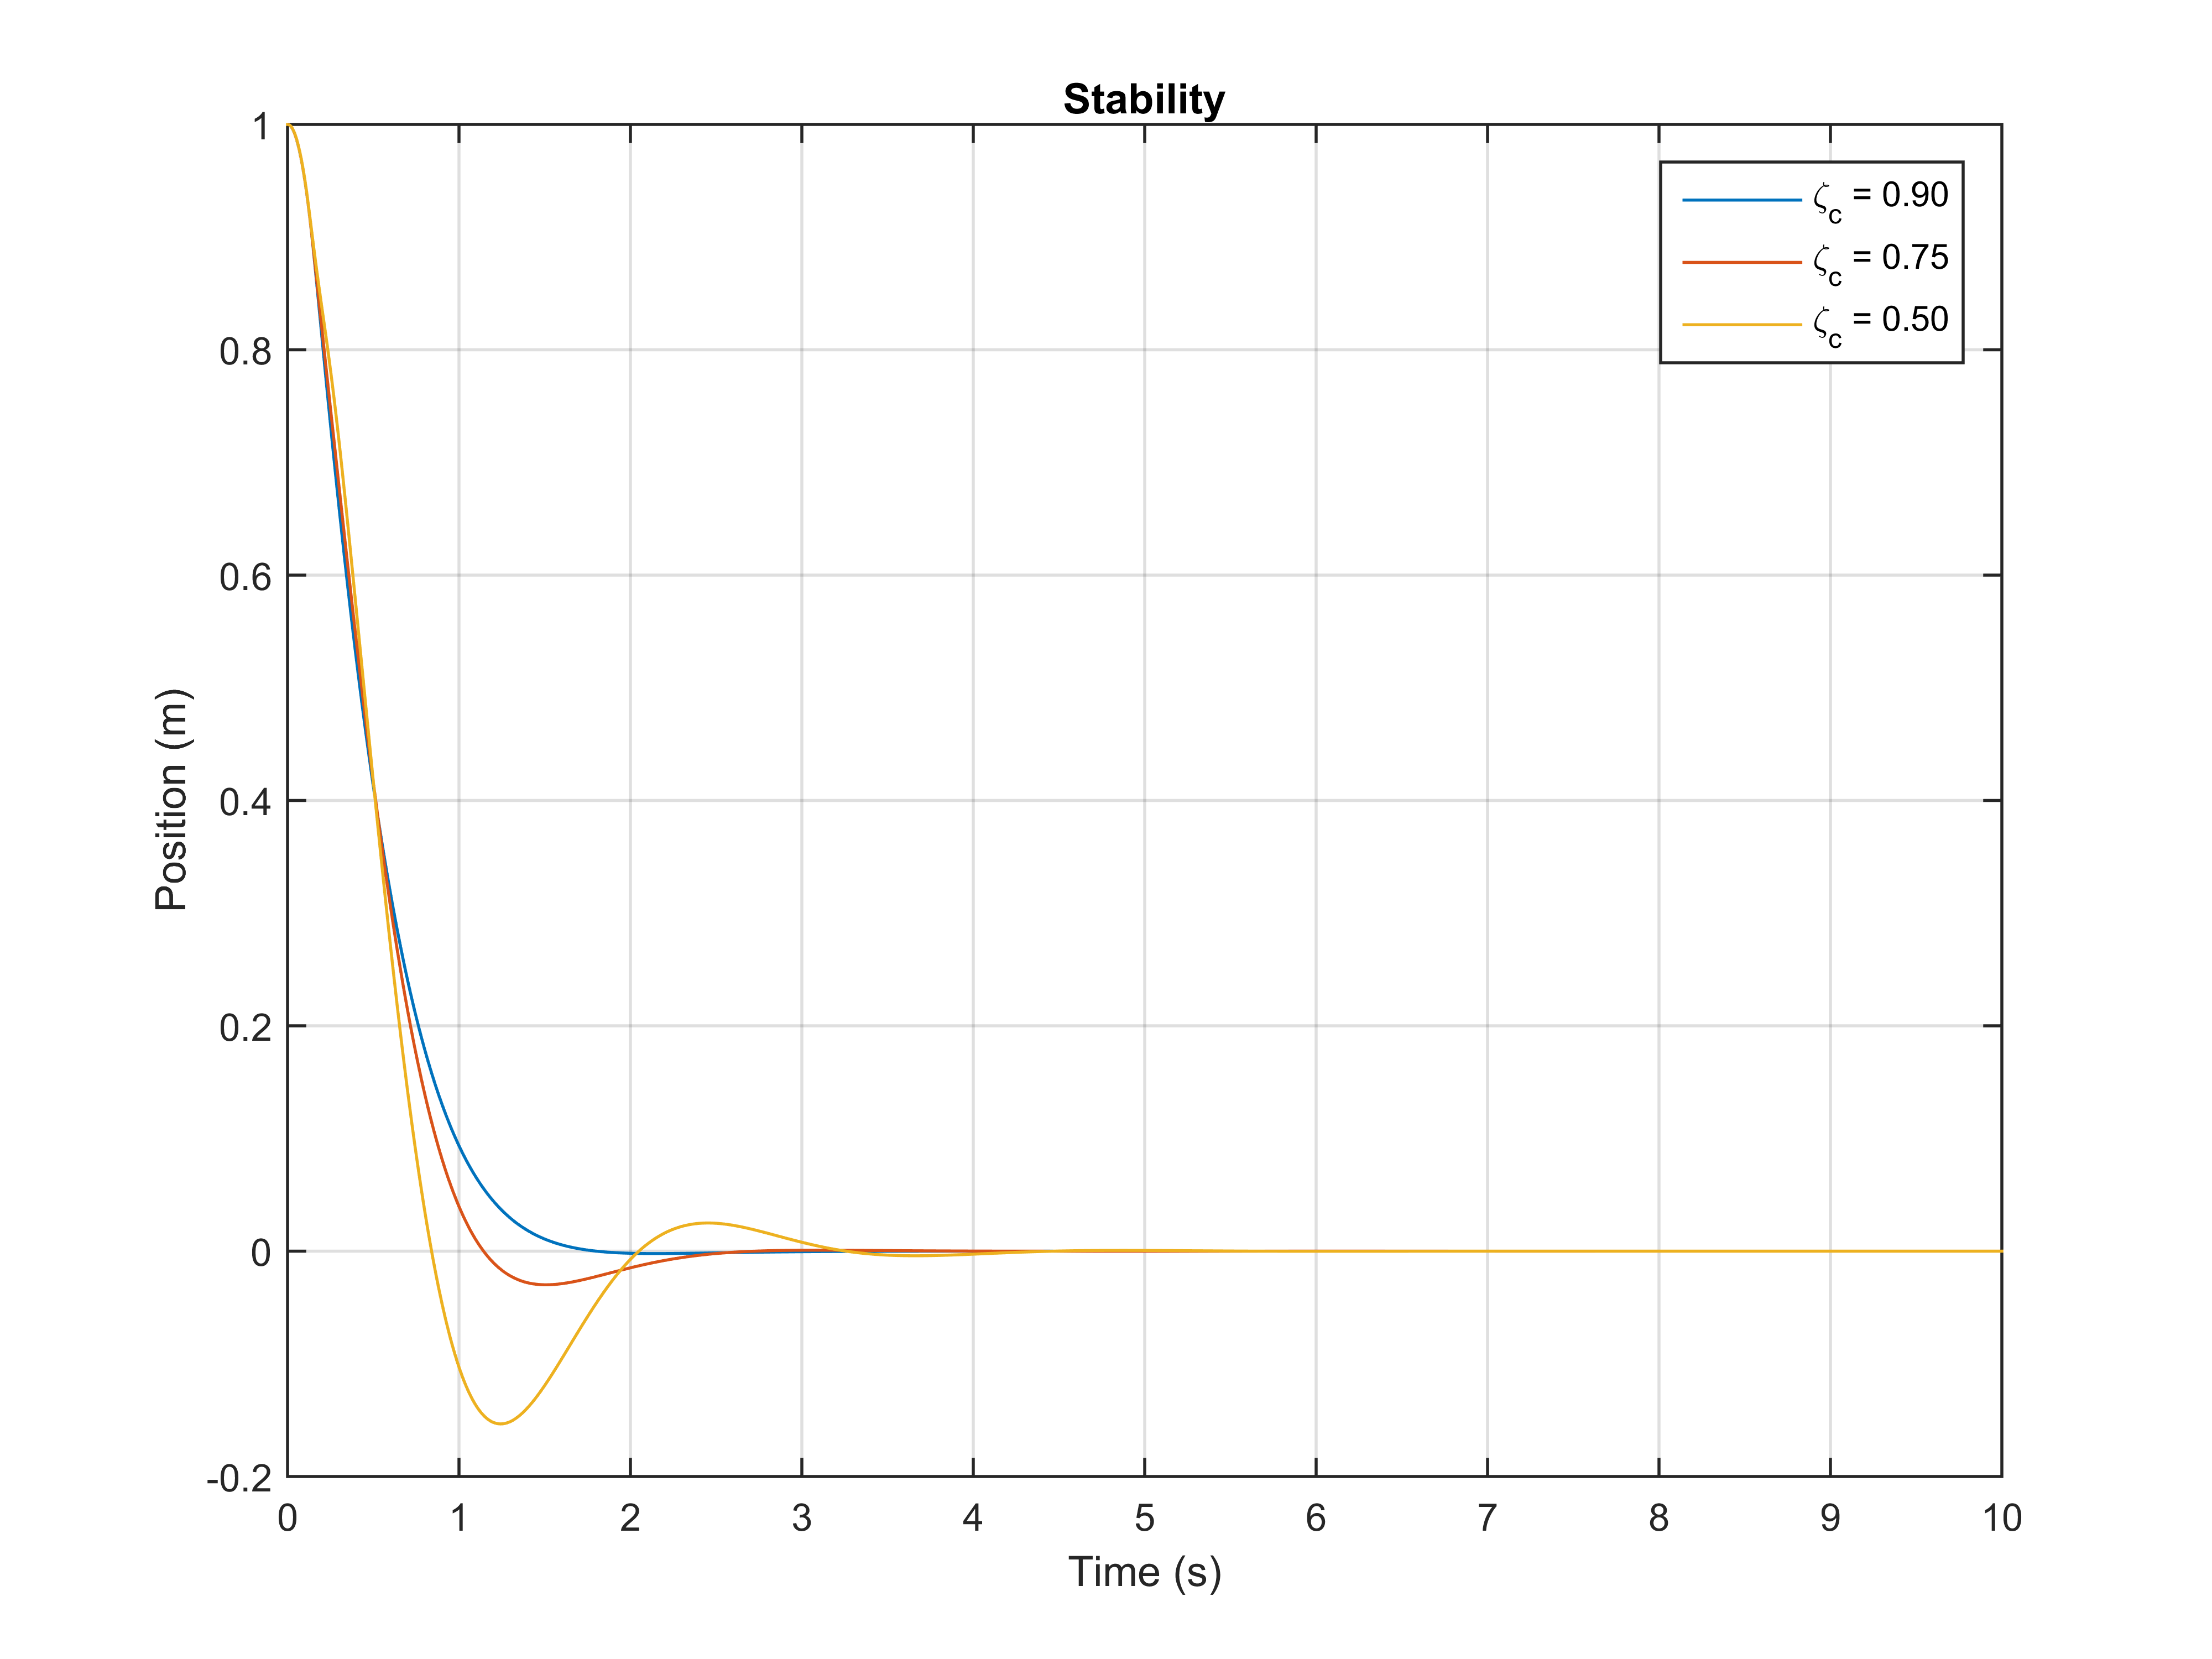 Stability
1
0.8
0.6
0.4
0.2
0
-0.2
Position (m)
ζc = 0.90
ζc = 0.75
ζc = 0.50
0 1 2 3 4 5 6 7 8 9 10
Time (s)